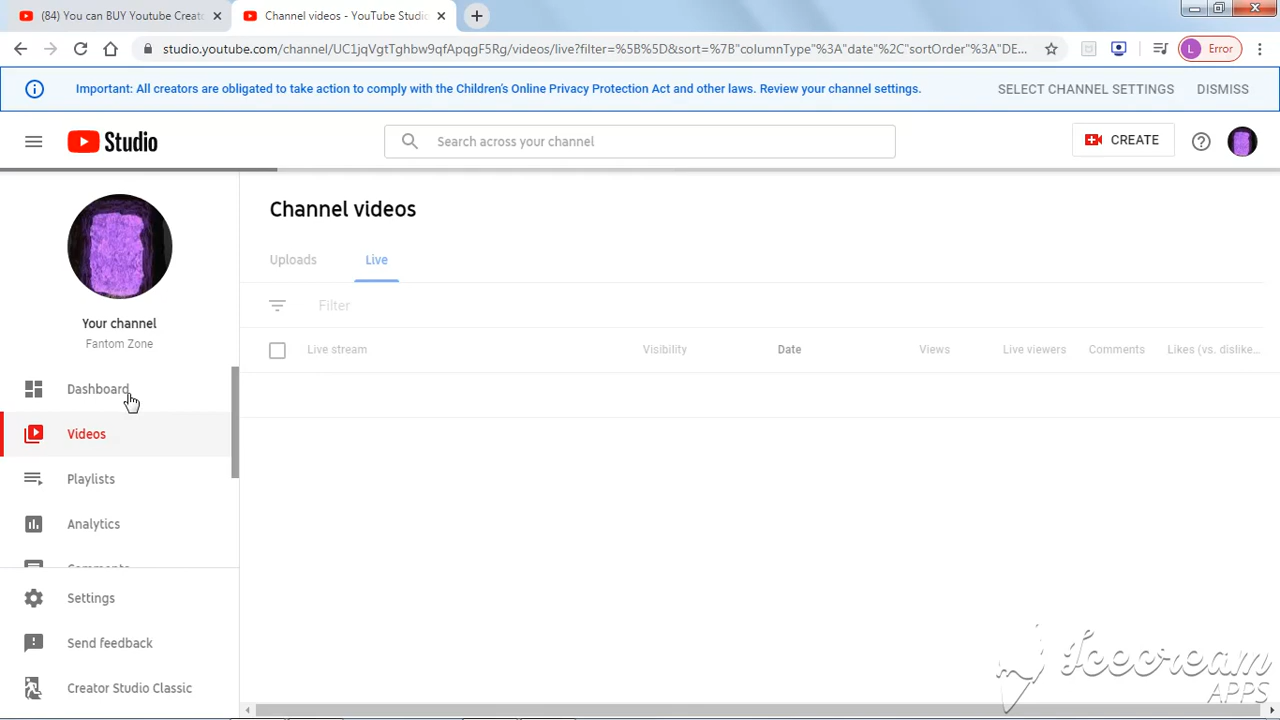 (84) You can BUY Youtube Creato
Channel videos - YouTube Studio
studio.youtube.com/channel/UC1jqVgtTghbw9qfApqgF5Rg/videos/live?filter=%5B%5D&sort=%7B"columnType"%3A"date"%2C"sortOrder"%3A"DE...
L Error
Important: All creators are obligated to take action to comply with the Children's Online Privacy Protection Act and other laws. Review your channel settings.
SELECT CHANNEL SETTINGS
DISMISS
Studio
Search across your channel
CREATE
Your channel
Fantom Zone
Dashboard
Videos
Playlists
Analytics
Comments
Settings
Send feedback
Creator Studio Classic
Channel videos
Uploads
Live
Filter
Live stream
Visibility
Date
Views
Live viewers
Comments
Likes (vs. dislike...
Icecream
APPS